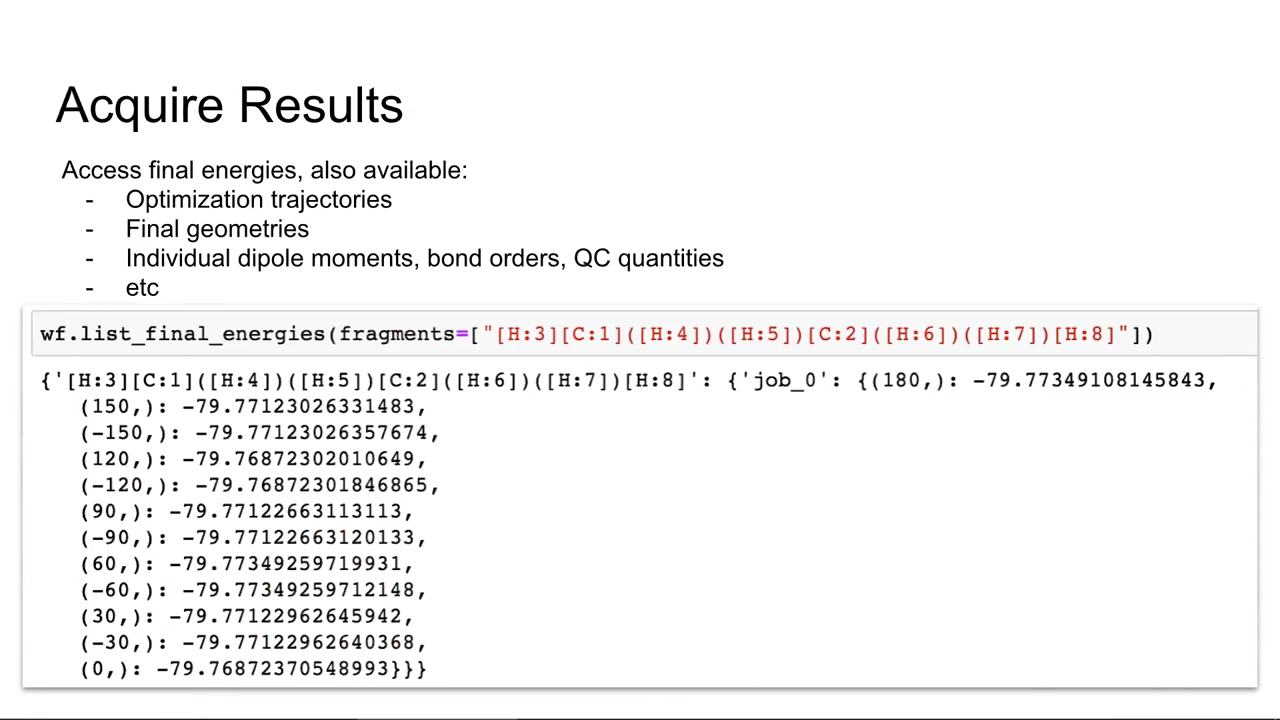 Acquire Results
Access final energies, also available:
- Optimization trajectories
- Final geometries
- Individual dipole moments, bond orders, QC quantities
- etc
wf.list_final_energies(fragments=["[H:3][C:1]([H:4])([H:5])[C:2]([H:6])([H:7])[H:8]"])
{'[H:3][C:1]([H:4])([H:5])[C:2]([H:6])([H:7])[H:8]': {'job_0': {(180,): -79.77349108145843,
(150,): -79.77123026331483,
(-150,): -79.77123026357674,
(120,): -79.76872302010649,
(-120,): -79.76872301846865,
(90,): -79.77122663113113,
(-90,): -79.77122663120133,
(60,): -79.77349259719931,
(-60,): -79.77349259712148,
(30,): -79.77122962645942,
(-30,): -79.77122962640368,
(0,): -79.76872370548993}}}